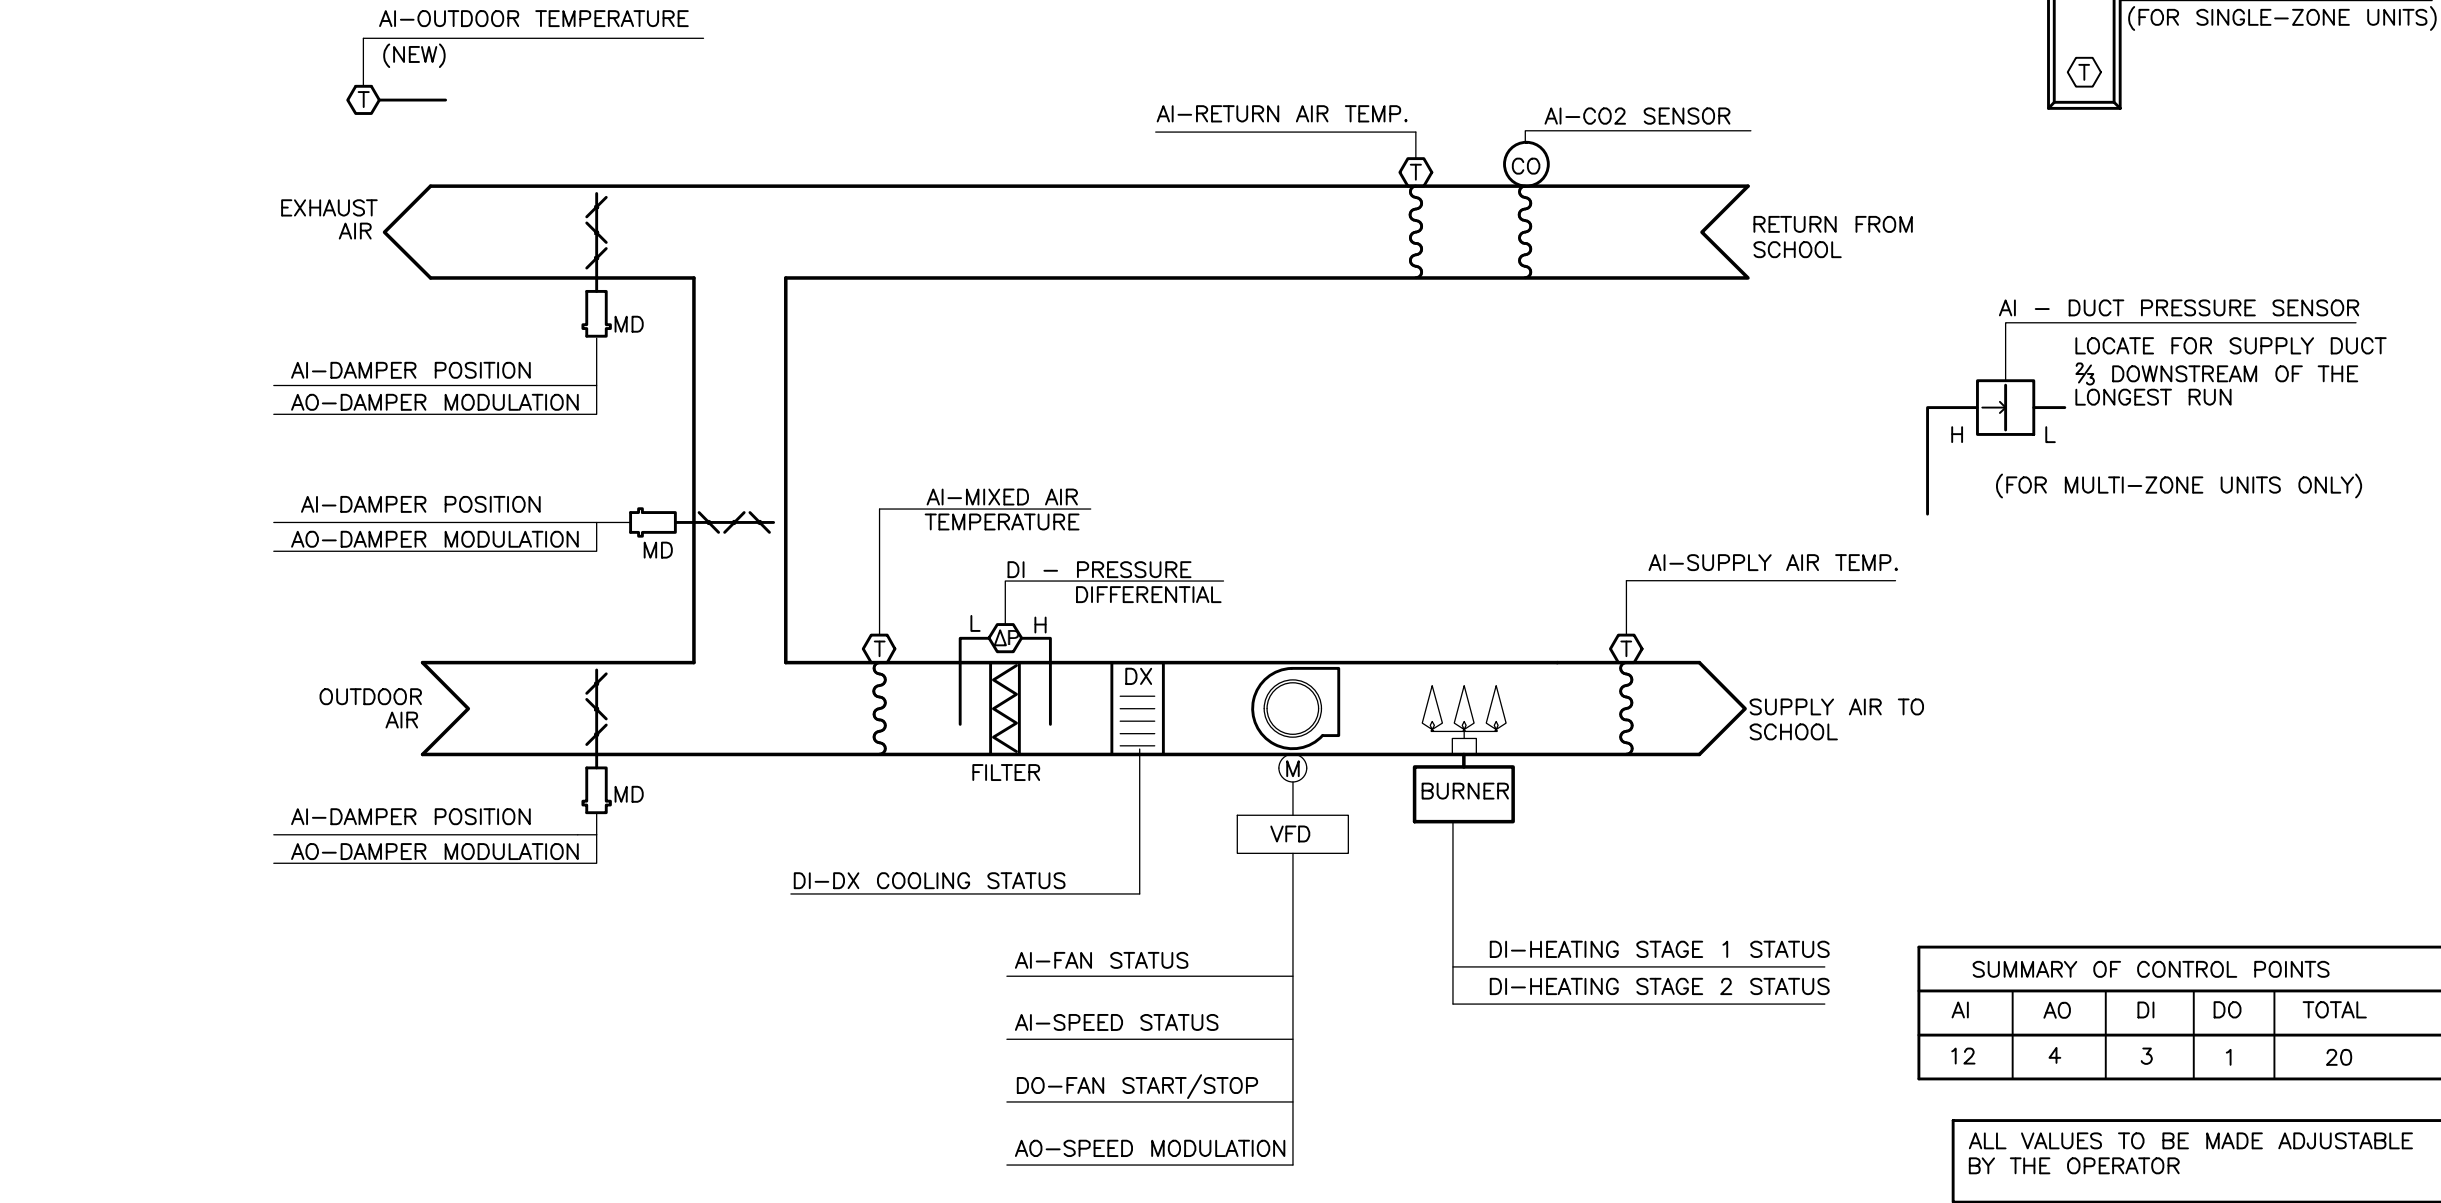 AI-OUTDOOR TEMPERATURE
(NEW)
T
(FOR SINGLE-ZONE UNITS)
T
AI-RETURN AIR TEMP.
AI-CO2 SENSOR
T
CO
EXHAUST
AIR
RETURN FROM
SCHOOL
MD
AI-DAMPER POSITION
AO-DAMPER MODULATION
AI - DUCT PRESSURE SENSOR
LOCATE FOR SUPPLY DUCT
⅔ DOWNSTREAM OF THE
LONGEST RUN
H
L
(FOR MULTI-ZONE UNITS ONLY)
AI-DAMPER POSITION
AO-DAMPER MODULATION
MD
AI-MIXED AIR
TEMPERATURE
DI - PRESSURE
DIFFERENTIAL
AI-SUPPLY AIR TEMP.
T
L
ΔP
H
T
OUTDOOR
AIR
DX
SUPPLY AIR TO
SCHOOL
MD
FILTER
M
BURNER
VFD
AI-DAMPER POSITION
AO-DAMPER MODULATION
DI-DX COOLING STATUS
AI-FAN STATUS
AI-SPEED STATUS
DO-FAN START/STOP
AO-SPEED MODULATION
DI-HEATING STAGE 1 STATUS
DI-HEATING STAGE 2 STATUS
SUMMARY OF CONTROL POINTS
AI AO DI DO TOTAL
12 4 3 1 20
ALL VALUES TO BE MADE ADJUSTABLE
BY THE OPERATOR